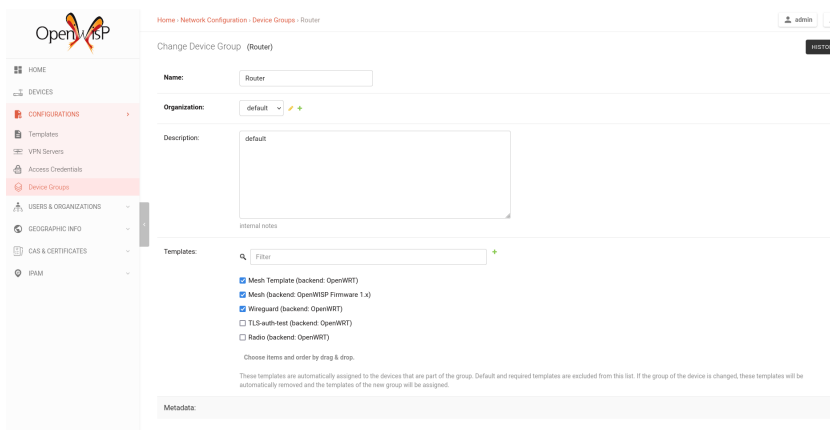 OpenWISP
Home › Network Configuration › Device Groups › Router
admin
Change Device Group (Router)
HISTO
HOME
DEVICES
CONFIGURATIONS
Templates
VPN Servers
Access Credentials
Device Groups
USERS & ORGANIZATIONS
GEOGRAPHIC INFO
CAS & CERTIFICATES
IPAM
Name: Router
Organization: default
Description: default
internal notes
Templates: Filter
Mesh Template (backend: OpenWRT)
Mesh (backend: OpenWISP Firmware 1.x)
Wireguard (backend: OpenWRT)
TLS-auth-test (backend: OpenWRT)
Radio (backend: OpenWRT)
Choose items and order by drag & drop.
These templates are automatically assigned to the devices that are part of the group. Default and required templates are excluded from this list. If the group of the device is changed, these templates will be
automatically removed and the templates of the new group will be assigned.
Metadata: